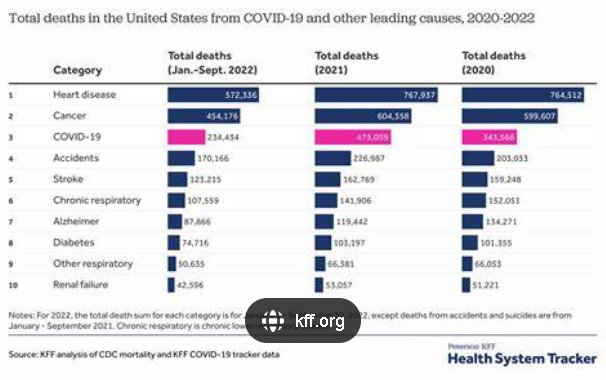 Total deaths in the United States from COVID-19 and other leading causes, 2020-2022
Category Total deaths (Jan.-Sept. 2022) Total deaths (2021) Total deaths (2020)
1 Heart disease 572,336 767,937 764,512
2 Cancer 454,176 604,358 599,607
3 COVID-19 234,434 475,059 343,566
4 Accidents 170,166 226,987 203,033
5 Stroke 123,215 162,769 159,248
6 Chronic respiratory 107,559 141,906 152,051
7 Alzheimer 87,866 119,442 134,271
8 Diabetes 74,716 103,197 101,355
9 Other respiratory 50,635 66,381 66,053
10 Renal failure 42,596 53,057 51,221
Notes: For 2022, the total death sum for each category is for 2022, except deaths from accidents and suicides are from
January - September 2021. Chronic respiratory is chronic
kff.org
Source: KFF analysis of CDC mortality and KFF COVID-19 tracker data
Peterson-KFF
Health System Tracker